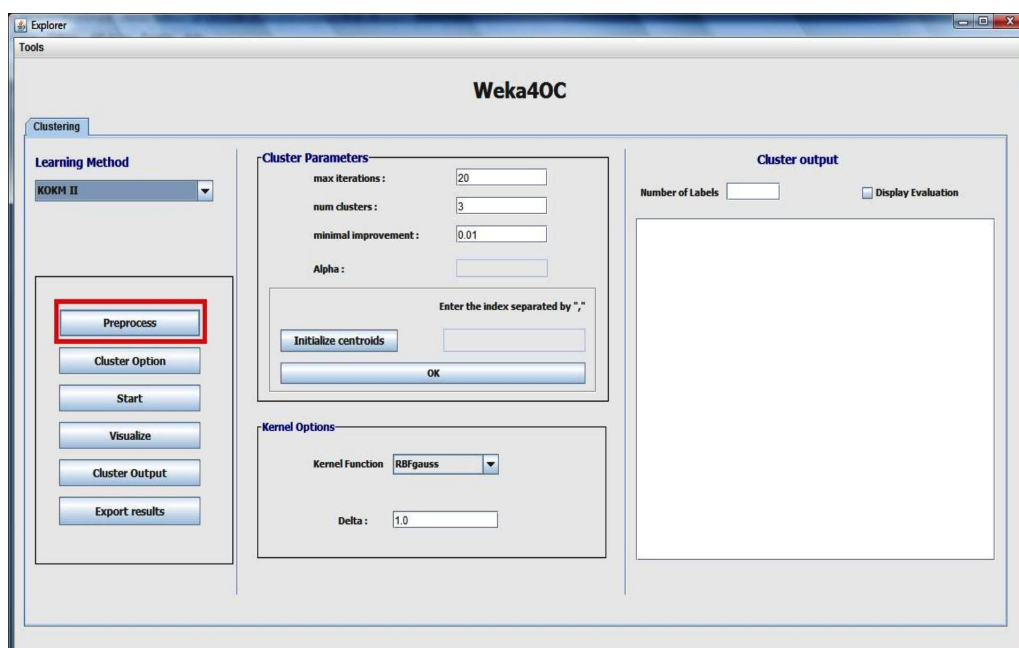 Explorer
Tools
Weka4OC
Clustering
Learning Method
KOKM II
Preprocess
Cluster Option
Start
Visualize
Cluster Output
Export results
Cluster Parameters
max iterations :
20
num clusters :
3
minimal improvement :
0.01
Alpha :
Enter the index separated by ","
Initialize centroids
OK
Kernel Options
Kernel Function
RBFgauss
Delta :
1.0
Cluster output
Number of Labels
Display Evaluation